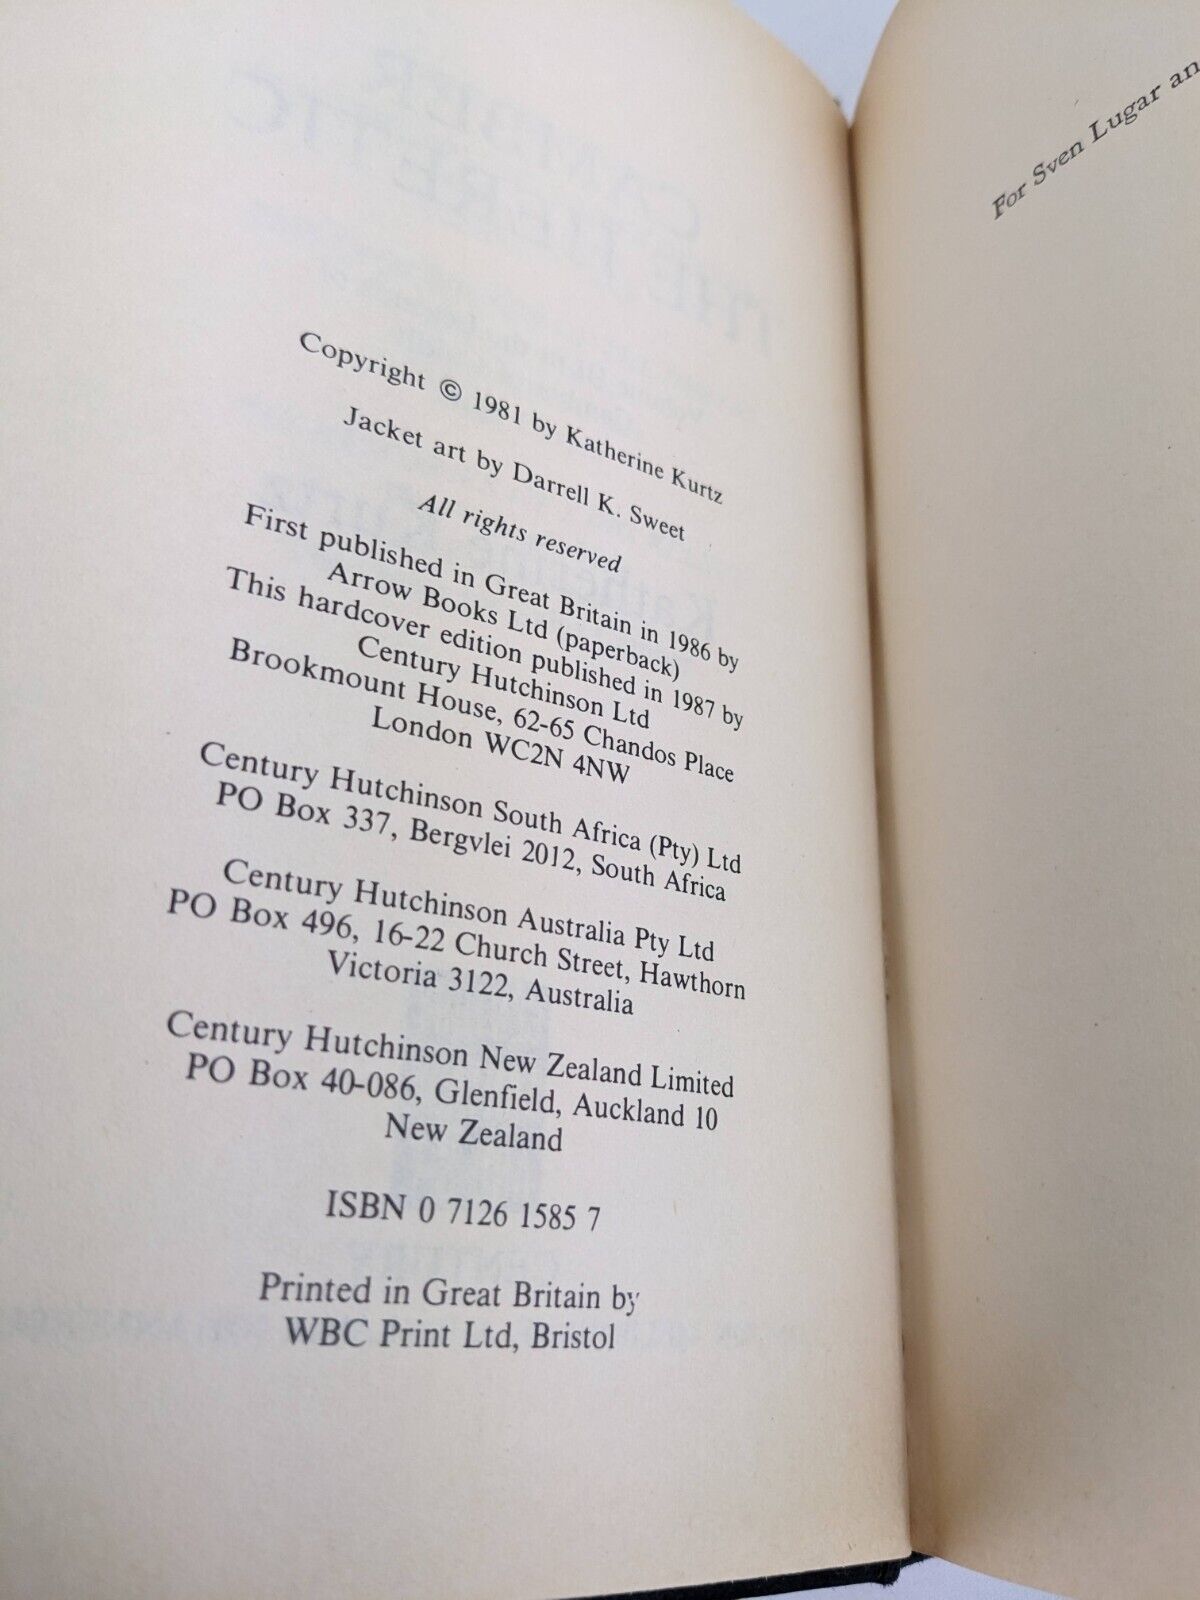 Copyright © 1981 by Katherine Kurtz
Jacket art by Darrell K. Sweet
All rights reserved
First published in Great Britain in 1986 by
Arrow Books Ltd (paperback)
This hardcover edition published in 1987 by
Century Hutchinson Ltd
Brookmount House, 62-65 Chandos Place
London WC2N 4NW
Century Hutchinson South Africa (Pty) Ltd
PO Box 337, Bergvlei 2012, South Africa
Century Hutchinson Australia Pty Ltd
PO Box 496, 16-22 Church Street, Hawthorn
Victoria 3122, Australia
Century Hutchinson New Zealand Limited
PO Box 40-086, Glenfield, Auckland 10
New Zealand
ISBN 0 7126 1585 7
Printed in Great Britain by
WBC Print Ltd, Bristol
For Sven Lugar an